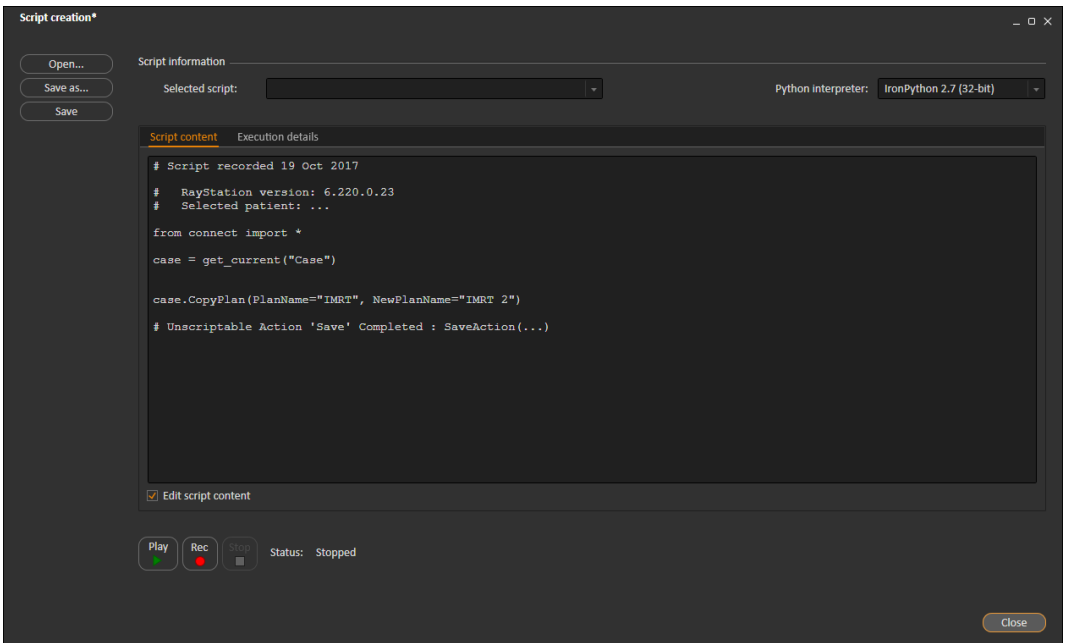 Script creation*
Open...
Save as...
Save
Script information
Selected script:
Python interpreter: IronPython 2.7 (32-bit)
Script content Execution details
# Script recorded 19 Oct 2017
#   RayStation version: 6.220.0.23
#   Selected patient: ...
from connect import *
case = get_current("Case")
case.CopyPlan(PlanName="IMRT", NewPlanName="IMRT 2")
# Unscriptable Action 'Save' Completed : SaveAction(...)
Edit script content
Play Rec Stop Status: Stopped
Close